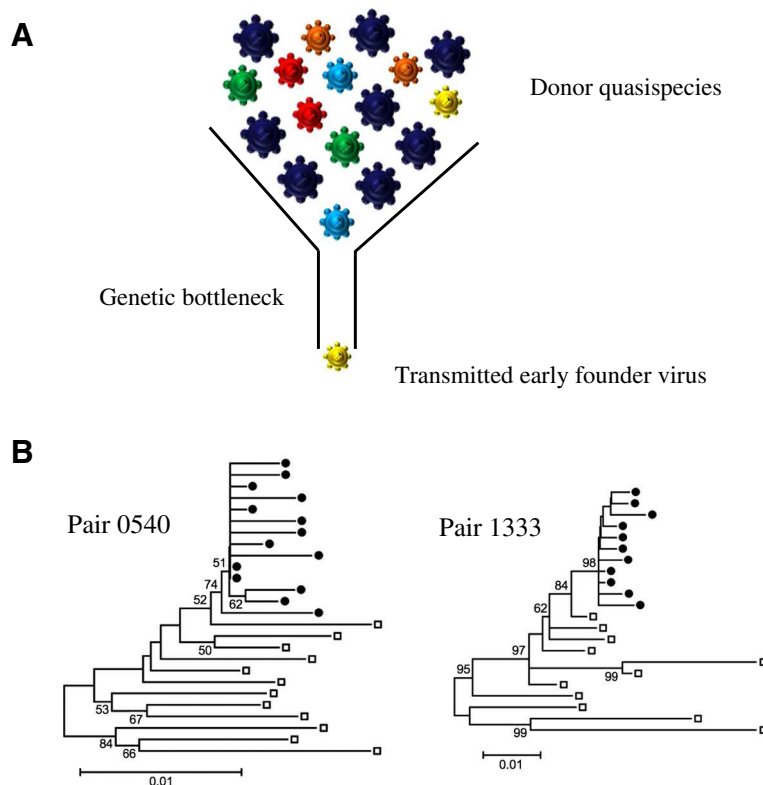 A
Donor quasispecies
Genetic bottleneck
Transmitted early founder virus
B
Pair 0540
51
74
52
62
50
53
67
84
66
0.01
Pair 1333
98
84
62
97
95
99
99
0.01